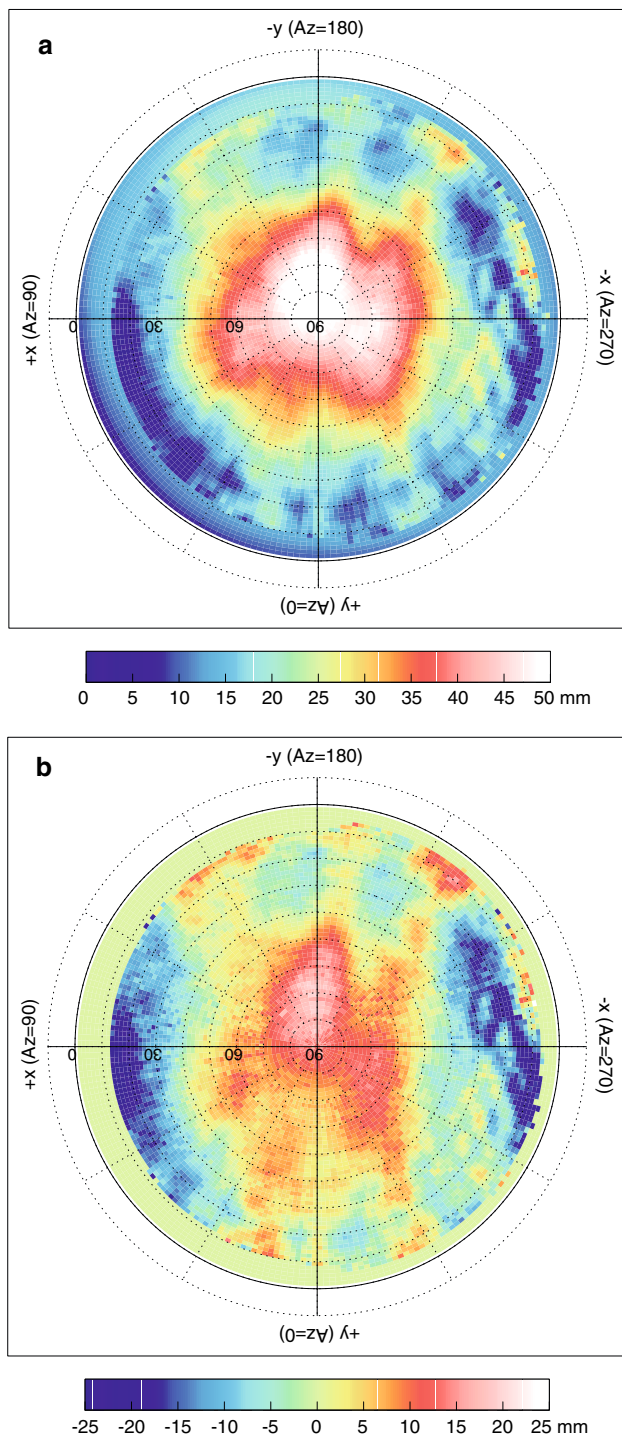 a
-y (Az=180)
+x (Az=90)
0
30
60
90
-x (Az=270)
+y (Az=0)
0 5 10 15 20 25 30 35 40 45 50 mm
b
-y (Az=180)
+x (Az=90)
0
30
60
90
-x (Az=270)
+y (Az=0)
-25 -20 -15 -10 -5 0 5 10 15 20 25 mm